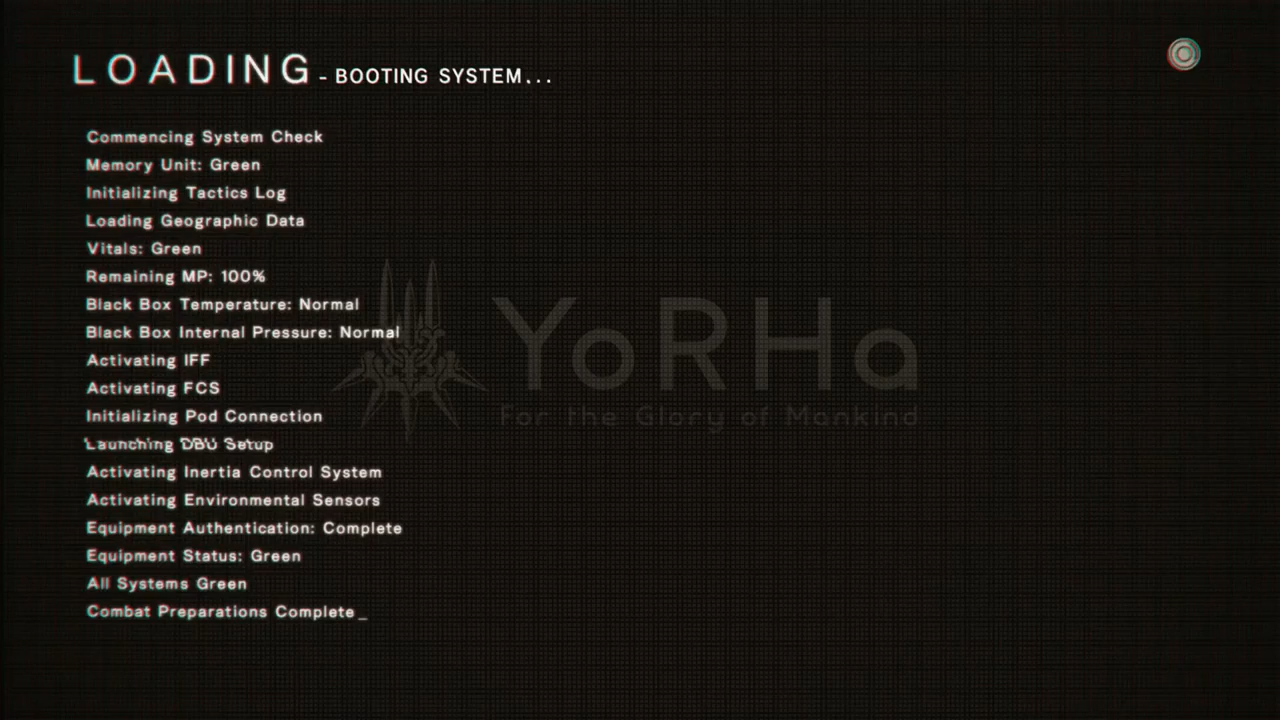 LOADING - BOOTING SYSTEM...
Commencing System Check
Memory Unit: Green
Initializing Tactics Log
Loading Geographic Data
Vitals: Green
Remaining MP: 100%
Black Box Temperature: Normal
Black Box Internal Pressure: Normal
Activating IFF
Activating FCS
Initializing Pod Connection
Launching DBU Setup
Activating Inertia Control System
Activating Environmental Sensors
Equipment Authentication: Complete
Equipment Status: Green
All Systems Green
Combat Preparations Complete_
YoRHa
For the Glory of Mankind